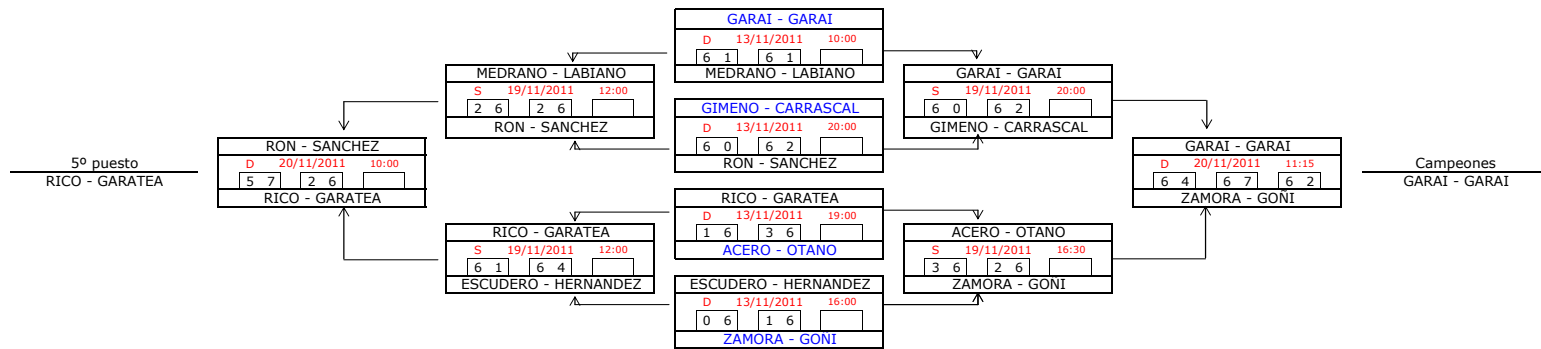 GARAI - GARAI
D 13/11/2011 10:00
6 1 6 1
MEDRANO - LABIANO
MEDRANO - LABIANO
S 19/11/2011 12:00
2 6 2 6
RON - SANCHEZ
GARAI - GARAI
S 19/11/2011 20:00
6 0 6 2
GIMENO - CARRASCAL
GIMENO - CARRASCAL
D 13/11/2011 20:00
6 0 6 2
RON - SANCHEZ
5º puesto
RICO - GARATEA
RON - SANCHEZ
D 20/11/2011 10:00
5 7 2 6
RICO - GARATEA
GARAI - GARAI
D 20/11/2011 11:15
6 4 6 7 6 2
ZAMORA - GOÑI
Campeones
GARAI - GARAI
RICO - GARATEA
D 13/11/2011 19:00
1 6 3 6
ACERO - OTANO
RICO - GARATEA
S 19/11/2011 12:00
6 1 6 4
ESCUDERO - HERNANDEZ
ACERO - OTANO
S 19/11/2011 16:30
3 6 2 6
ZAMORA - GOÑI
ESCUDERO - HERNANDEZ
D 13/11/2011 16:00
0 6 1 6
ZAMORA - GOÑI